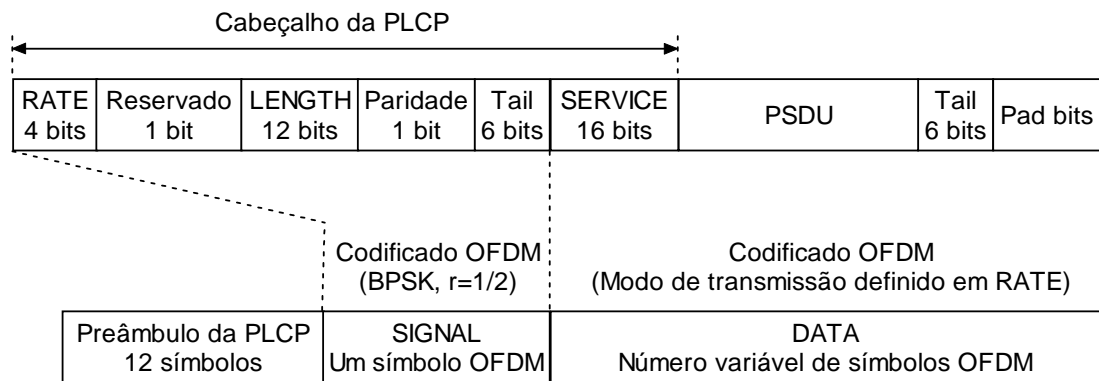 Cabeçalho da PLCP
RATE Reservado LENGTH Paridade Tail SERVICE PSDU Tail Pad bits
4 bits 1 bit 12 bits 1 bit 6 bits 16 bits 6 bits
Codificado OFDM Codificado OFDM
(BPSK, r=1/2) (Modo de transmissão definido em RATE)
Preâmbulo da PLCP SIGNAL DATA
12 símbolos Um símbolo OFDM Número variável de símbolos OFDM